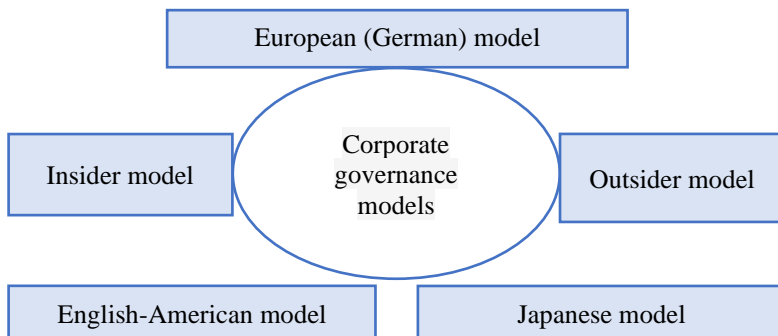 European (German) model
Corporate
governance
models
Insider model
Outsider model
English-American model
Japanese model